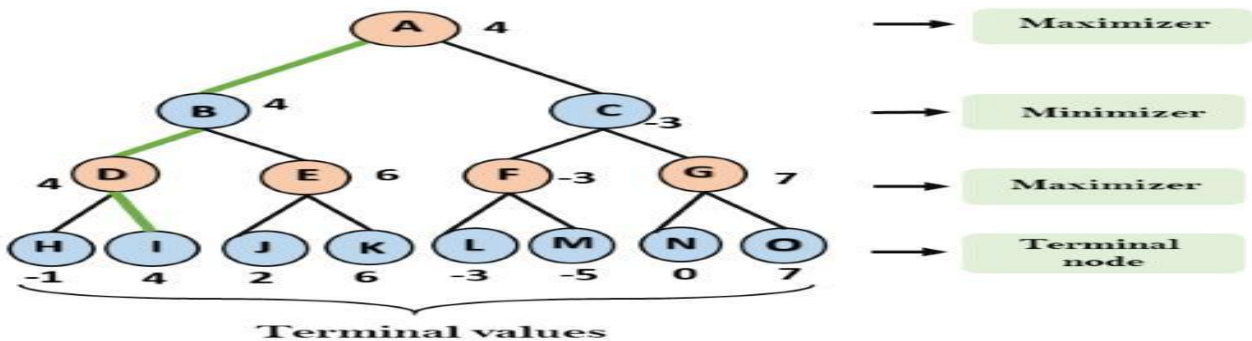 A 4 Maximizer
B 4 C -3 Minimizer
4 D E 6 F -3 G 7 Maximizer
H I J K L M N O Terminal
node
-1 4 2 6 -3 -5 0 7
Terminal values